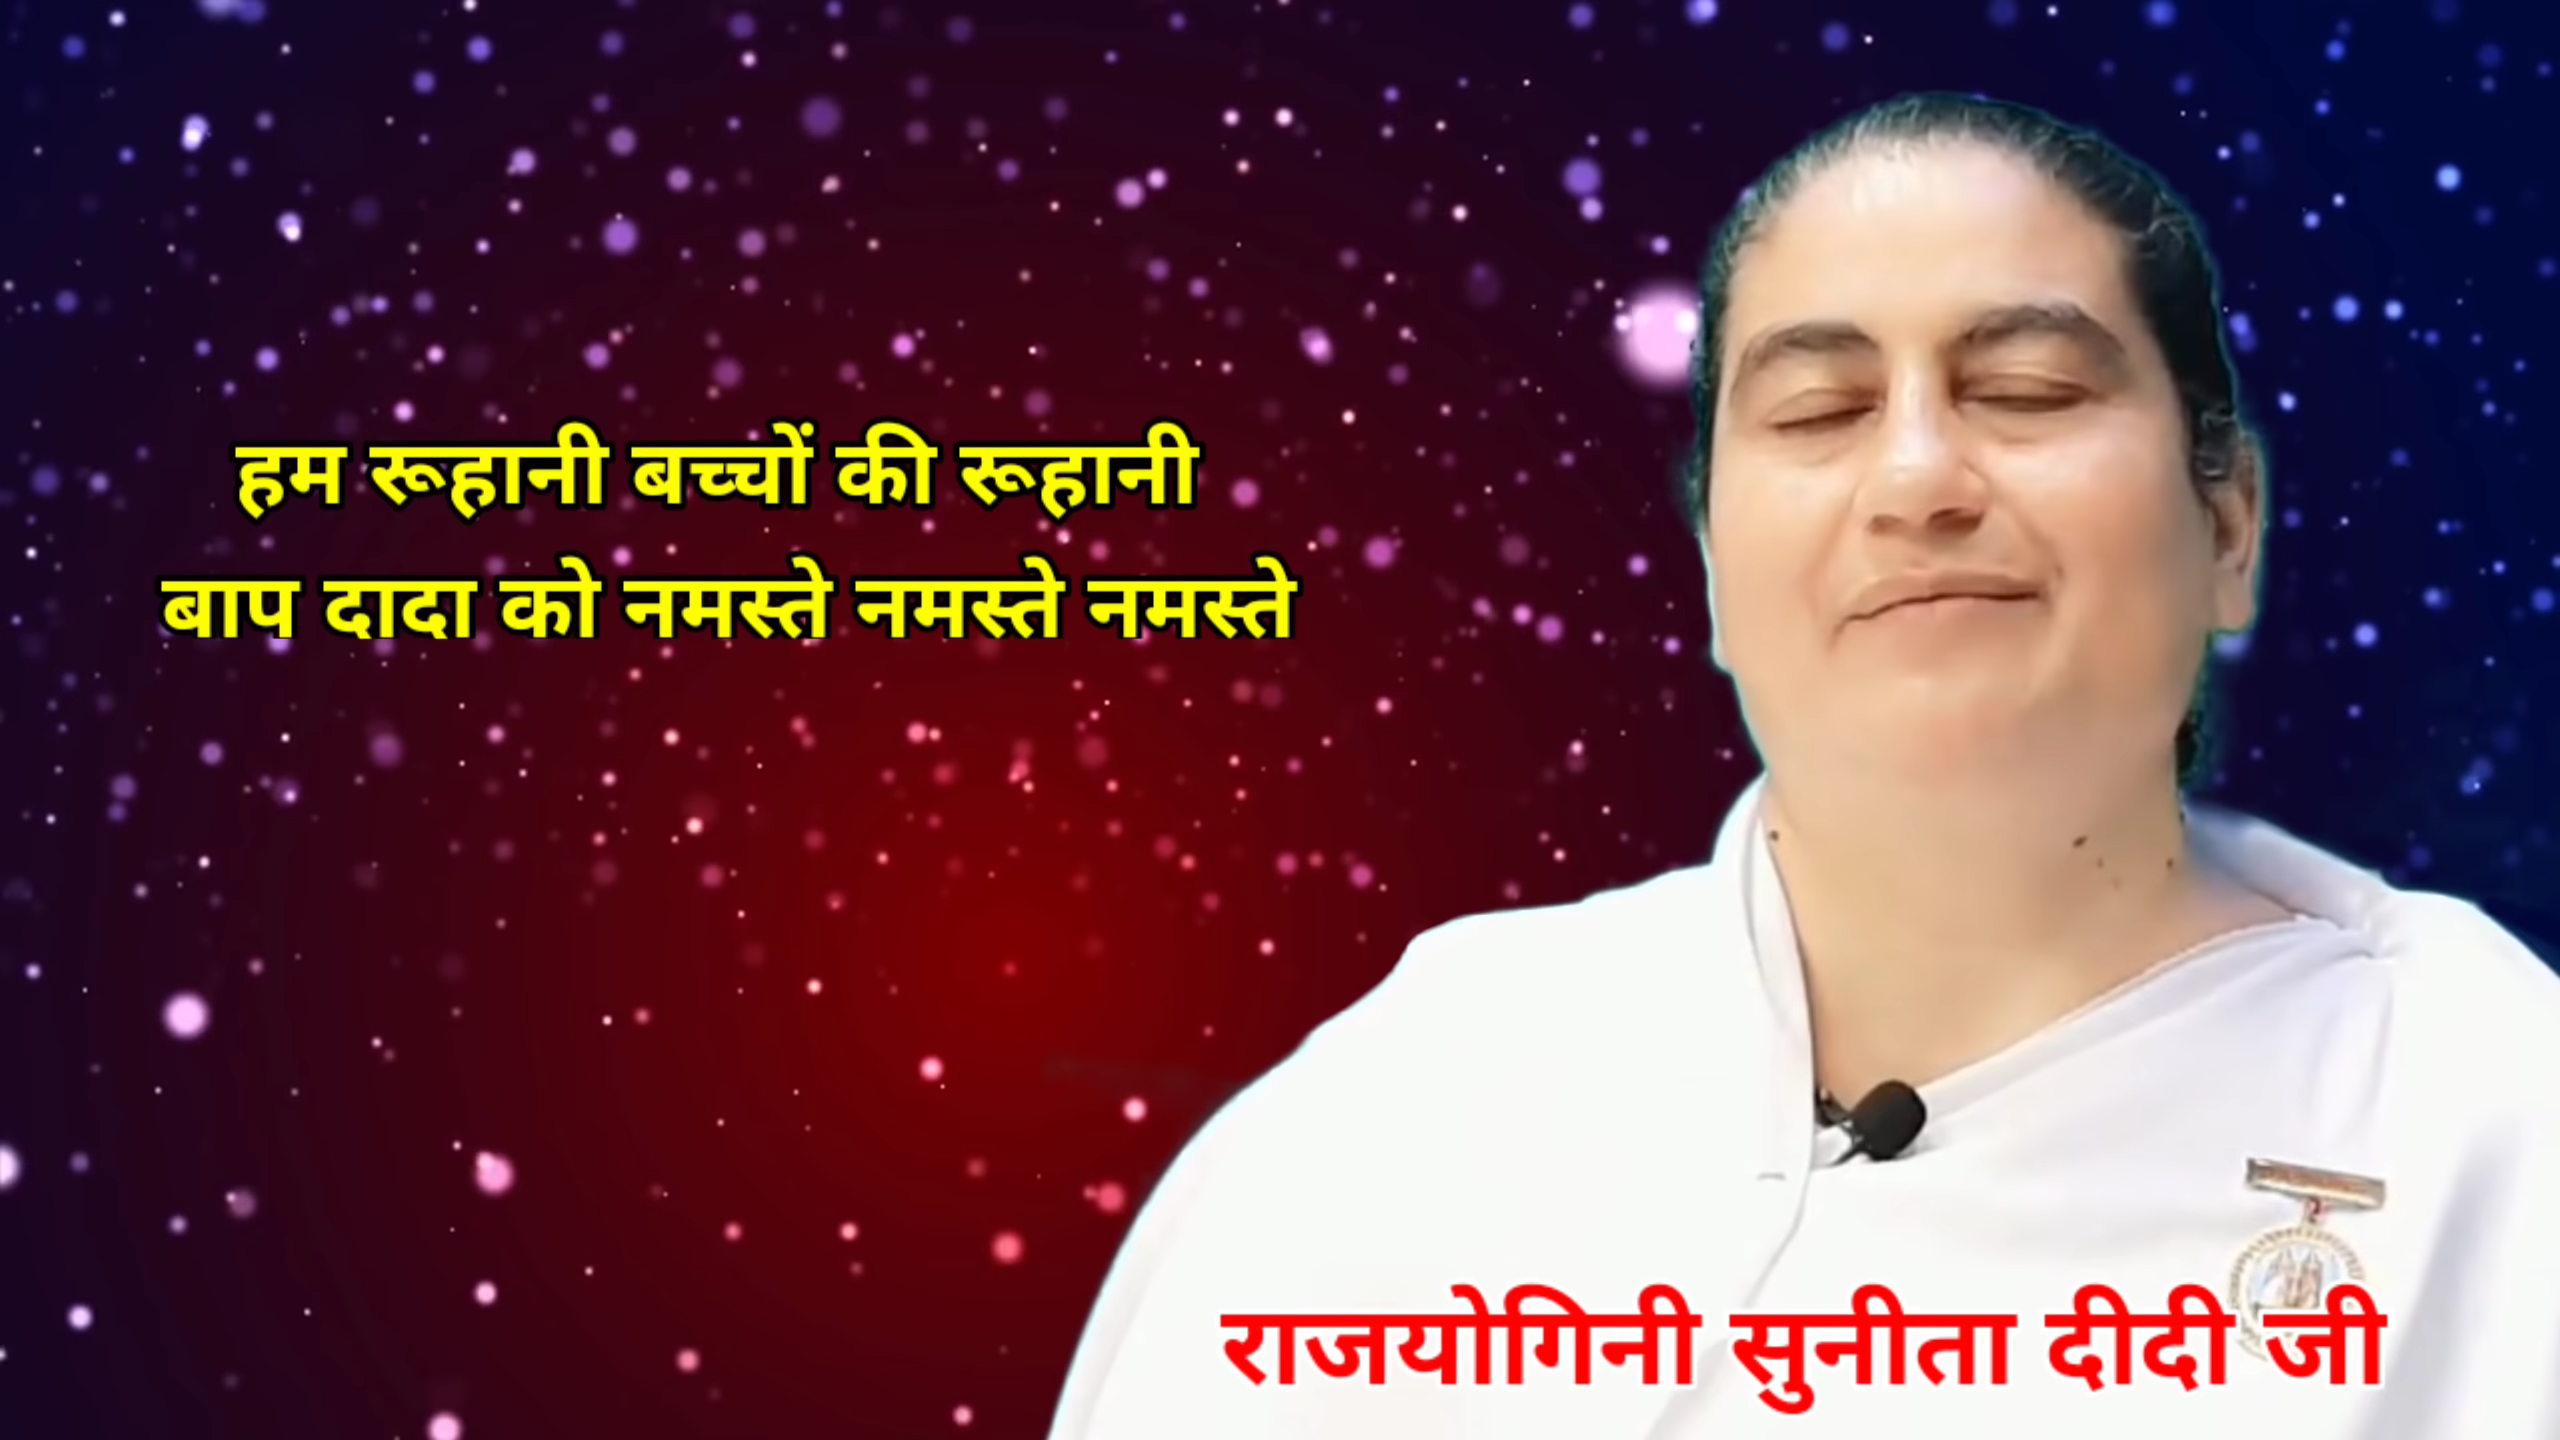 हम रूहानी बच्चों की रूहानी
बाप दादा को नमस्ते नमस्ते नमस्ते
राजयोगिनी सुनीता दीदी जी